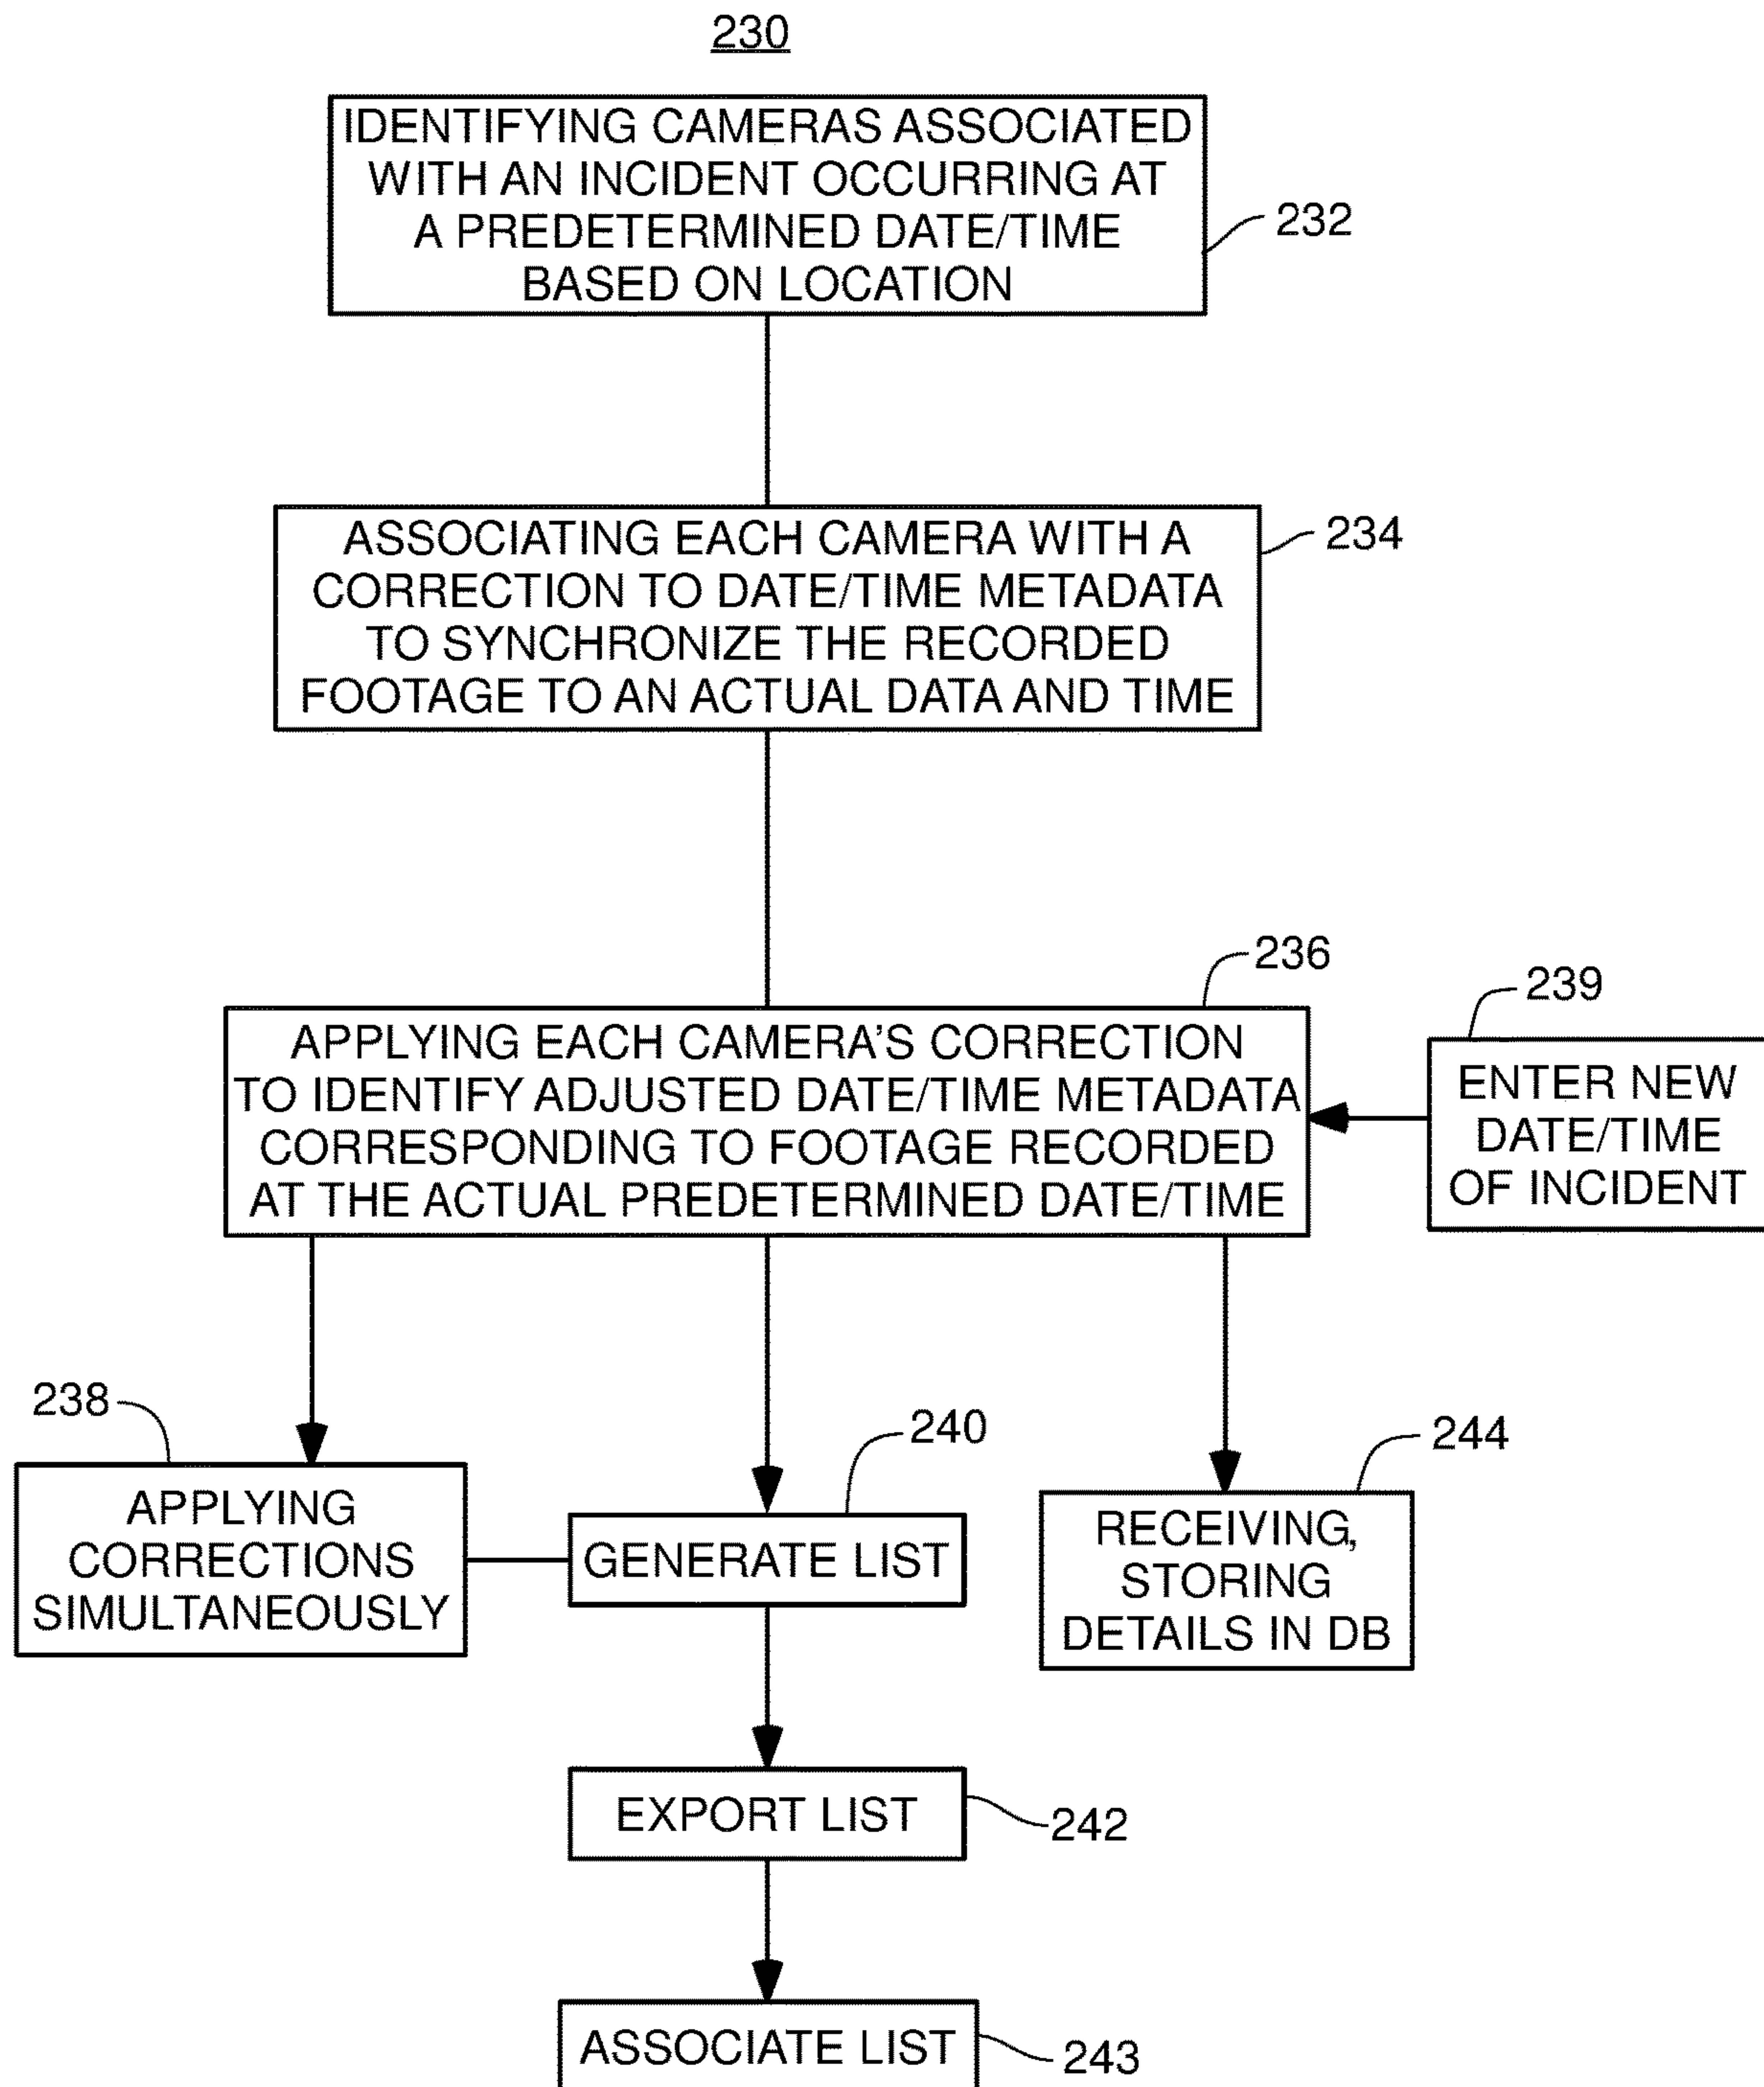 230
IDENTIFYING CAMERAS ASSOCIATED
WITH AN INCIDENT OCCURRING AT
A PREDETERMINED DATE/TIME
BASED ON LOCATION
232
ASSOCIATING EACH CAMERA WITH A
CORRECTION TO DATE/TIME METADATA
TO SYNCHRONIZE THE RECORDED
FOOTAGE TO AN ACTUAL DATA AND TIME
234
236
APPLYING EACH CAMERA'S CORRECTION
TO IDENTIFY ADJUSTED DATE/TIME METADATA
CORRESPONDING TO FOOTAGE RECORDED
AT THE ACTUAL PREDETERMINED DATE/TIME
239
ENTER NEW
DATE/TIME
OF INCIDENT
238
APPLYING
CORRECTIONS
SIMULTANEOUSLY
240
GENERATE LIST
244
RECEIVING,
STORING
DETAILS IN DB
EXPORT LIST
242
ASSOCIATE LIST
243